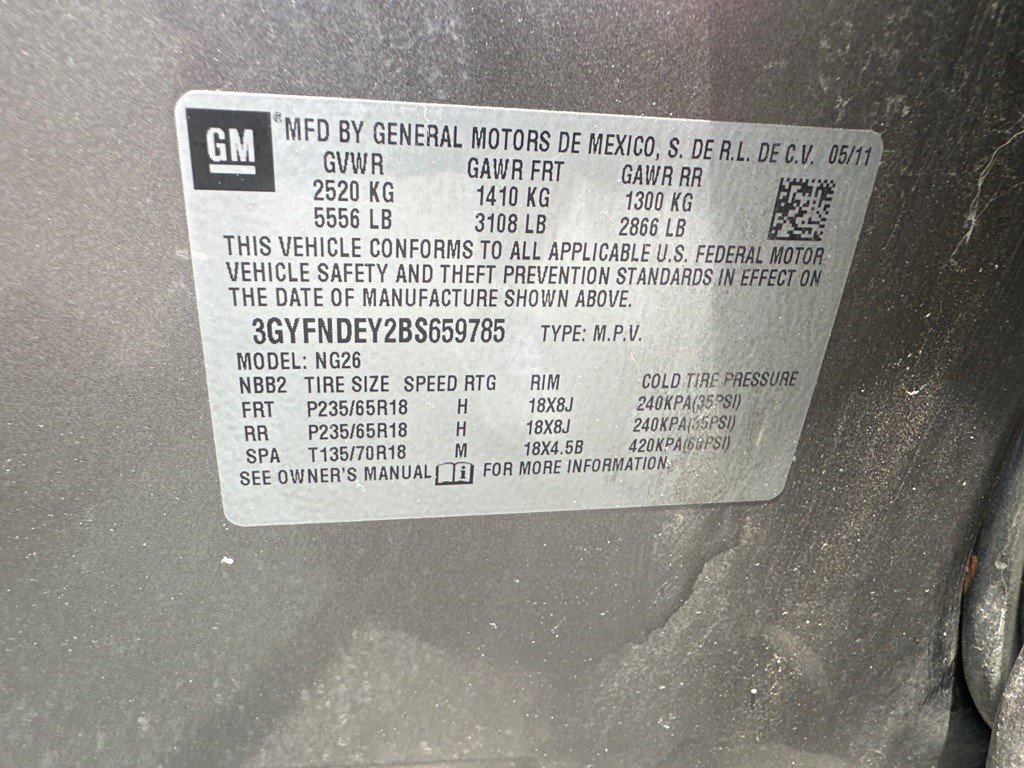 GM
® MFD BY GENERAL MOTORS DE MEXICO, S. DE R.L. DE C.V. 05/11
GVWR GAWR FRT GAWR RR
2520 KG 1410 KG 1300 KG
5556 LB 3108 LB 2866 LB
THIS VEHICLE CONFORMS TO ALL APPLICABLE U.S. FEDERAL MOTOR
VEHICLE SAFETY AND THEFT PREVENTION STANDARDS IN EFFECT ON
THE DATE OF MANUFACTURE SHOWN ABOVE.
3GYFNDEY2BS659785 TYPE: M.P.V.
MODEL: NG26
NBB2 TIRE SIZE SPEED RTG RIM COLD TIRE PRESSURE
FRT P235/65R18 H 18X8J 240KPA(35PSI)
RR P235/65R18 H 18X8J 240KPA(35PSI)
SPA T135/70R18 M 18X4.5B 420KPA(60PSI)
SEE OWNER'S MANUAL i FOR MORE INFORMATION.